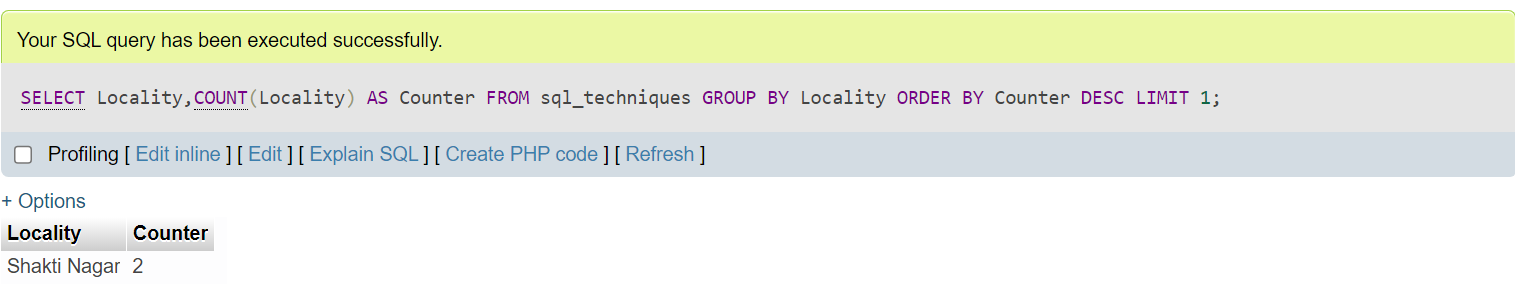 Your SQL query has been executed successfully.
SELECT Locality,COUNT(Locality) AS Counter FROM sql_techniques GROUP BY Locality ORDER BY Counter DESC LIMIT 1;
Profiling [ Edit inline ] [ Edit ] [ Explain SQL ] [ Create PHP code ] [ Refresh ]
+ Options
Locality Counter
Shakti Nagar 2